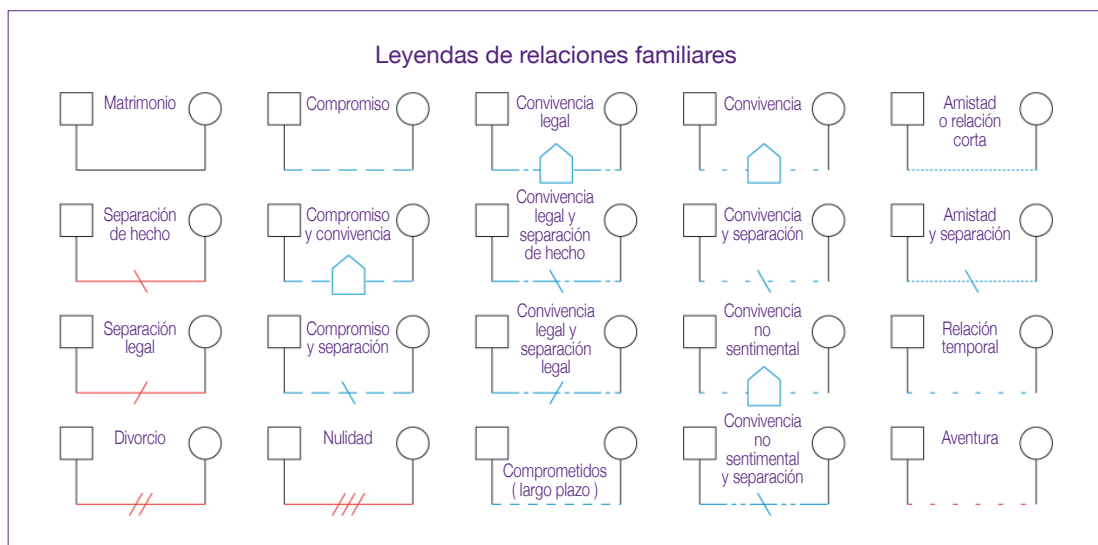 Leyendas de relaciones familiares
Matrimonio
Compromiso
Convivencia
legal
Convivencia
Amistad
o relación
corta
Separación
de hecho
Compromiso
y convivencia
Convivencia
legal y
separación
de hecho
Convivencia
y separación
Amistad
y separación
Separación
legal
Compromiso
y separación
Convivencia
legal y
separación
legal
Convivencia
no
sentimental
Relación
temporal
Divorcio
Nulidad
Comprometidos
( largo plazo )
Convivencia
no
sentimental
y separación
Aventura